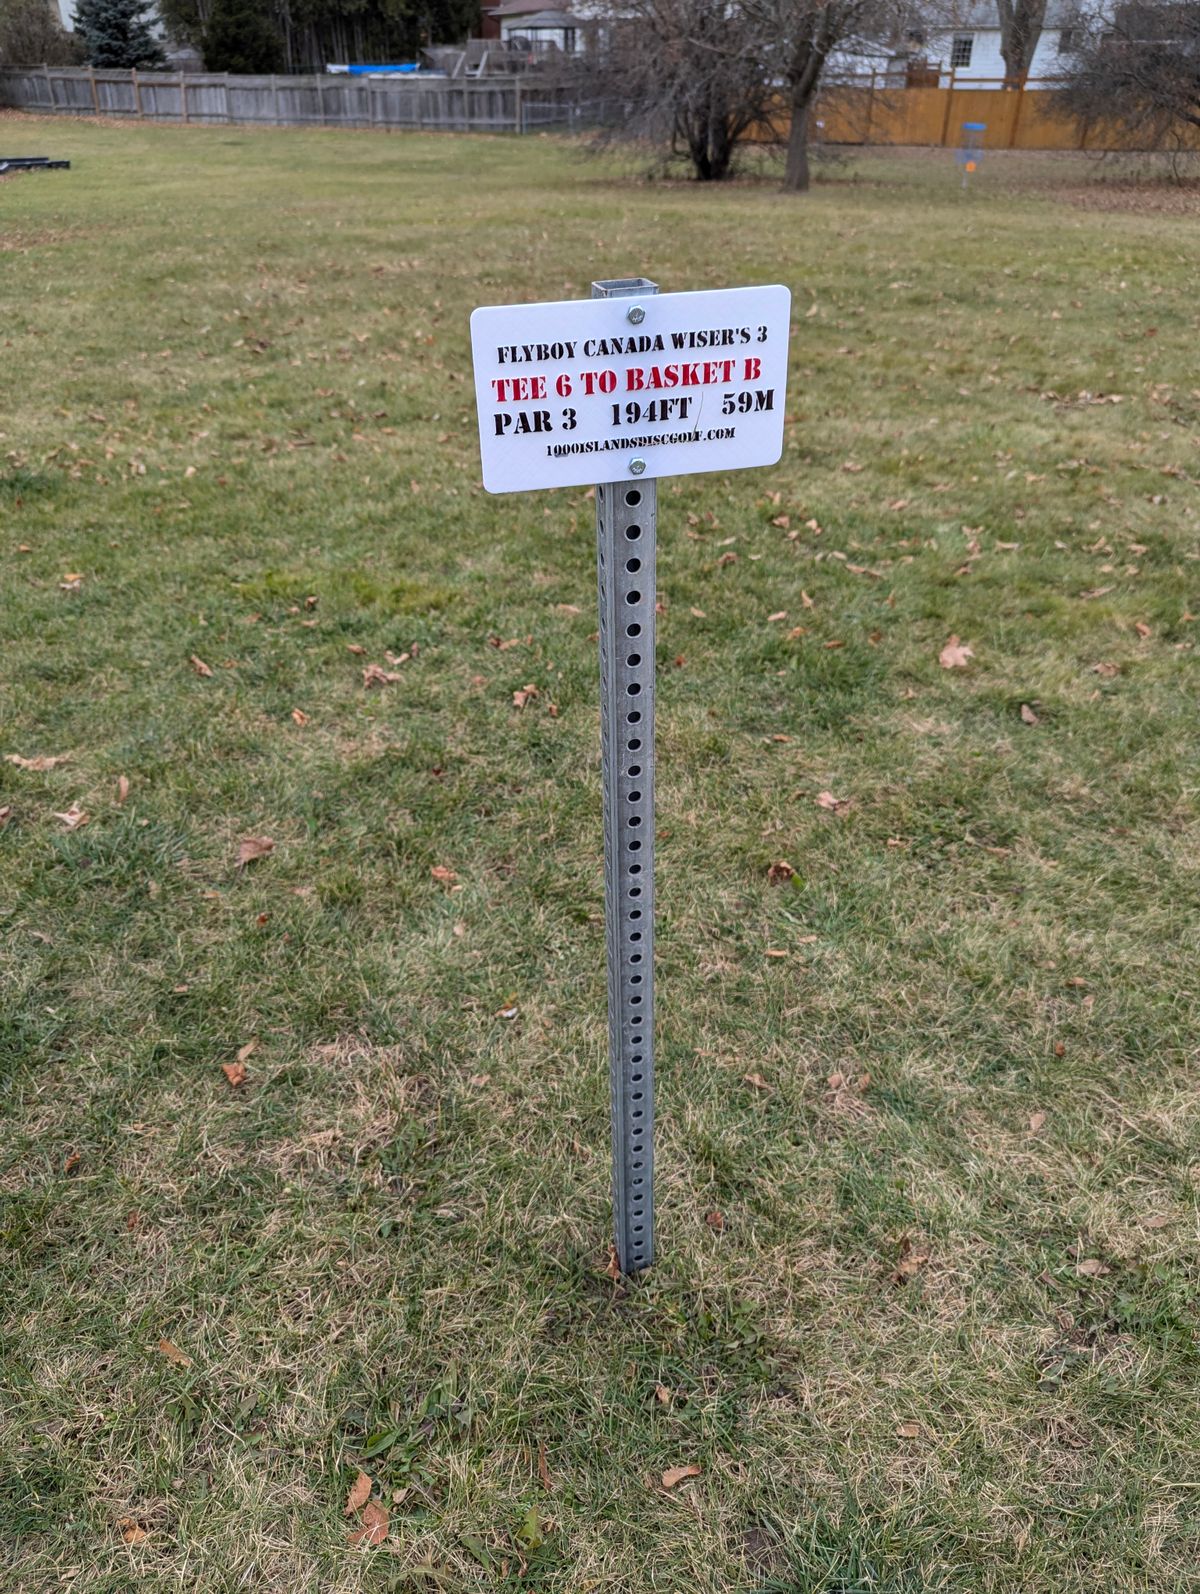 FLYBOY CANADA WISER'S 3
TEE 6 TO BASKET B
PAR 3 194FT 59M
1000ISLANDSDISCGOLF.COM